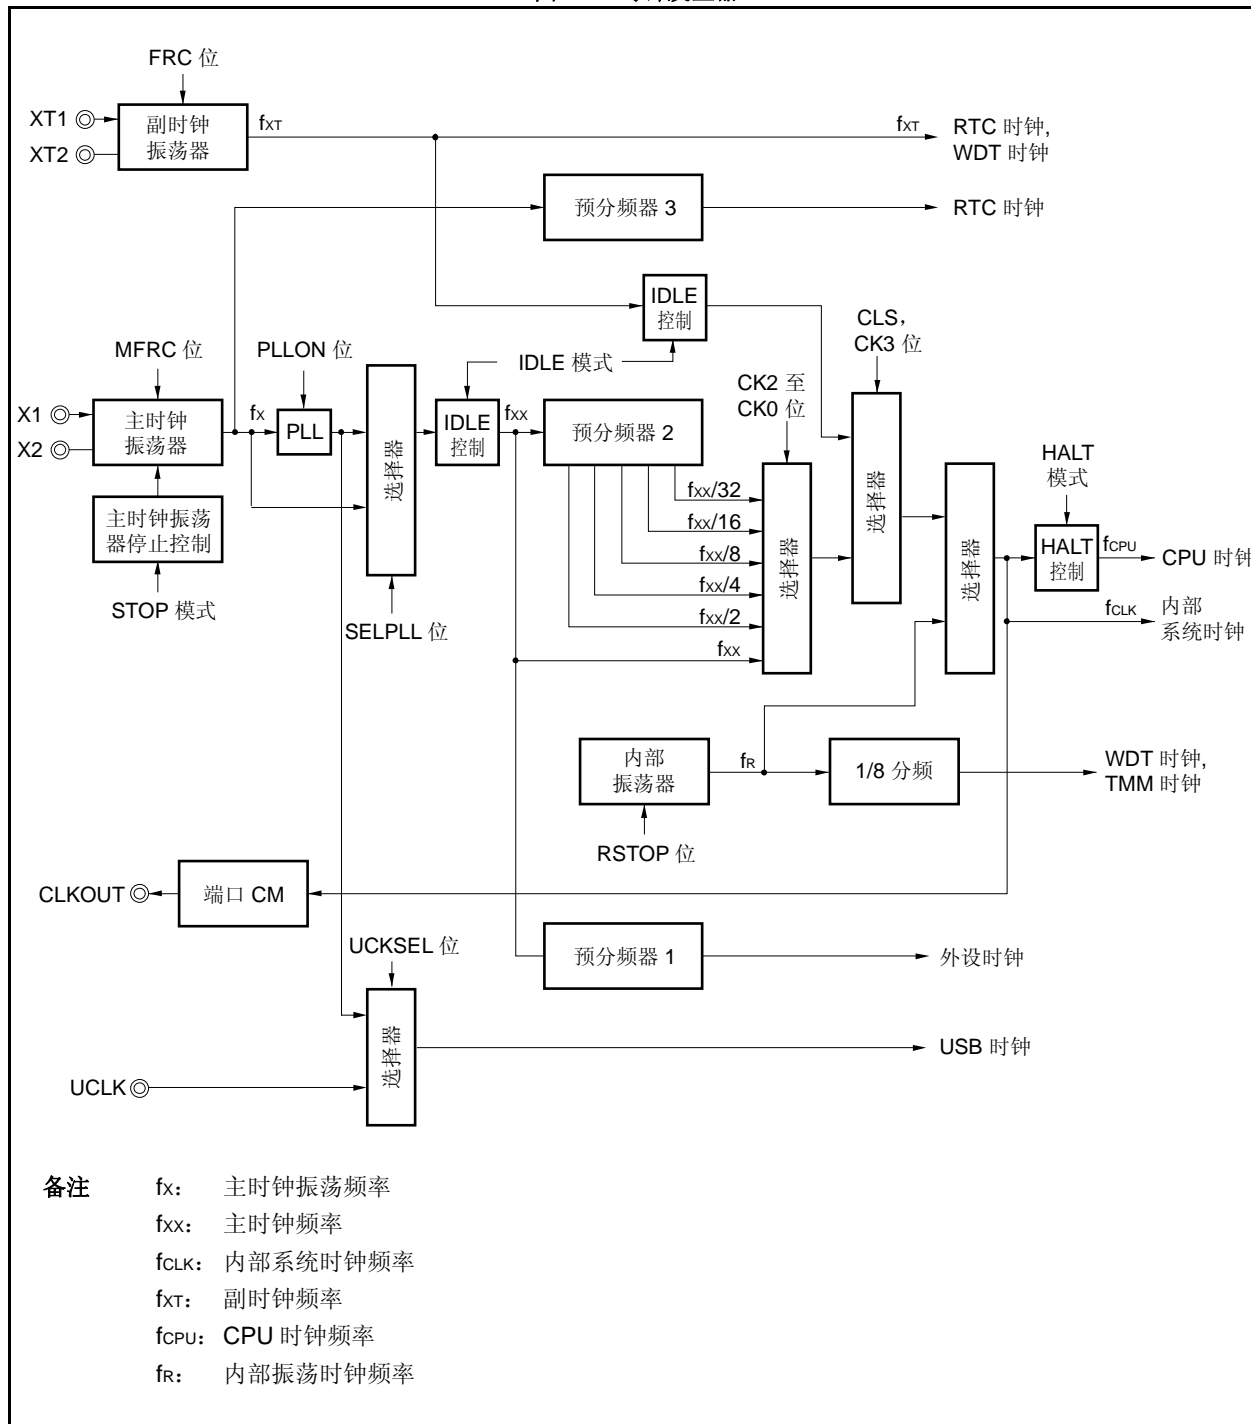 FRC 位
XT1
XT2
副时钟
振荡器
fXT
fXT
RTC 时钟,
WDT 时钟
预分频器 3
RTC 时钟
IDLE
控制
CLS，
CK3 位
MFRC 位
PLLON 位
IDLE 模式
CK2 至
CK0 位
X1
X2
主时钟
振荡器
fX
PLL
选择器
IDLE
控制
fXX
预分频器 2
HALT
模式
主时钟振荡
器停止控制
STOP 模式
SELPLL 位
fXX/32
fXX/16
fXX/8
fXX/4
fXX/2
fXX
选择器
选择器
选择器
HALT
控制
fCPU
CPU 时钟
fCLK
内部
系统时钟
内部
振荡器
fR
1/8 分频
WDT 时钟,
TMM 时钟
RSTOP 位
CLKOUT
端口 CM
UCKSEL 位
预分频器 1
外设时钟
选择器
USB 时钟
UCLK
备注 fX： 主时钟振荡频率
fXX： 主时钟频率
fCLK： 内部系统时钟频率
fXT： 副时钟频率
fCPU： CPU 时钟频率
fR： 内部振荡时钟频率